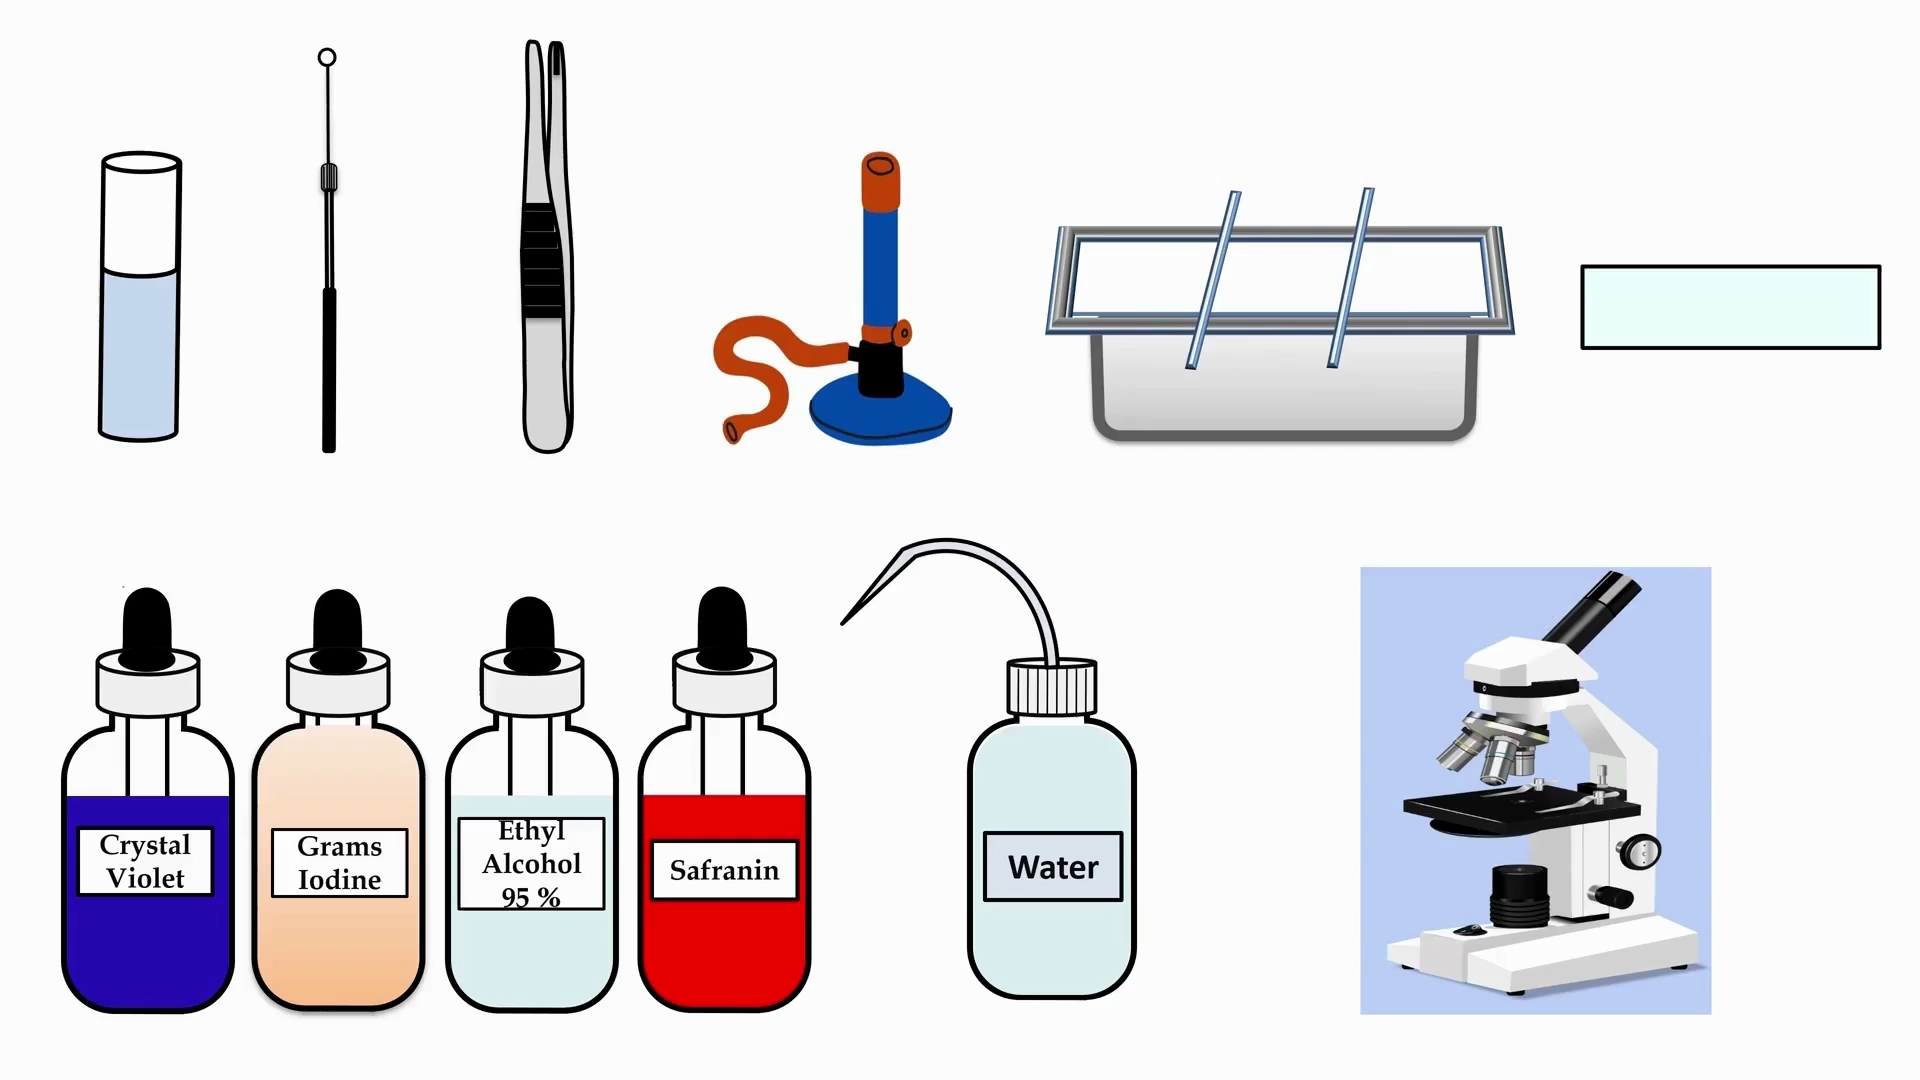 Crystal
Violet
Grams
Iodine
Ethyl
Alcohol
95 %
Safranin
Water